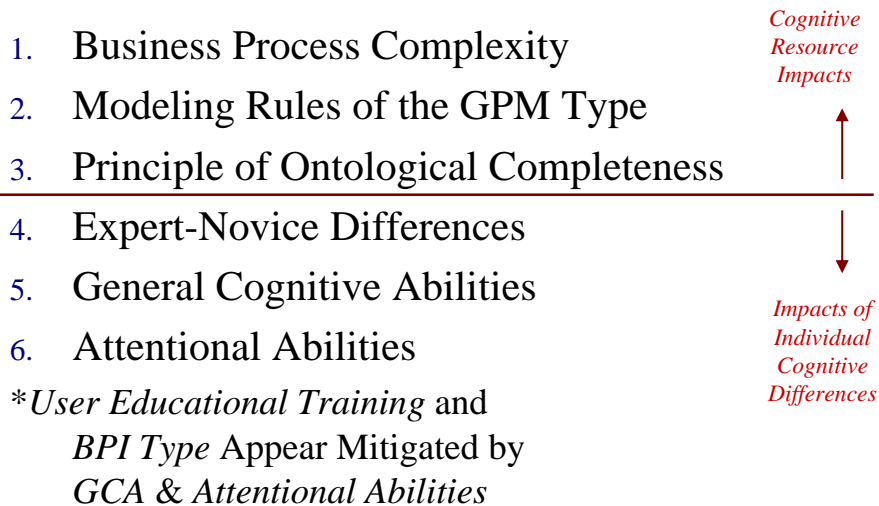 Cognitive
Resource
Impacts
1. Business Process Complexity
2. Modeling Rules of the GPM Type
3. Principle of Ontological Completeness
4. Expert-Novice Differences
5. General Cognitive Abilities
6. Attentional Abilities
Impacts of
Individual
Cognitive
Differences
*User Educational Training and
BPI Type Appear Mitigated by
GCA & Attentional Abilities